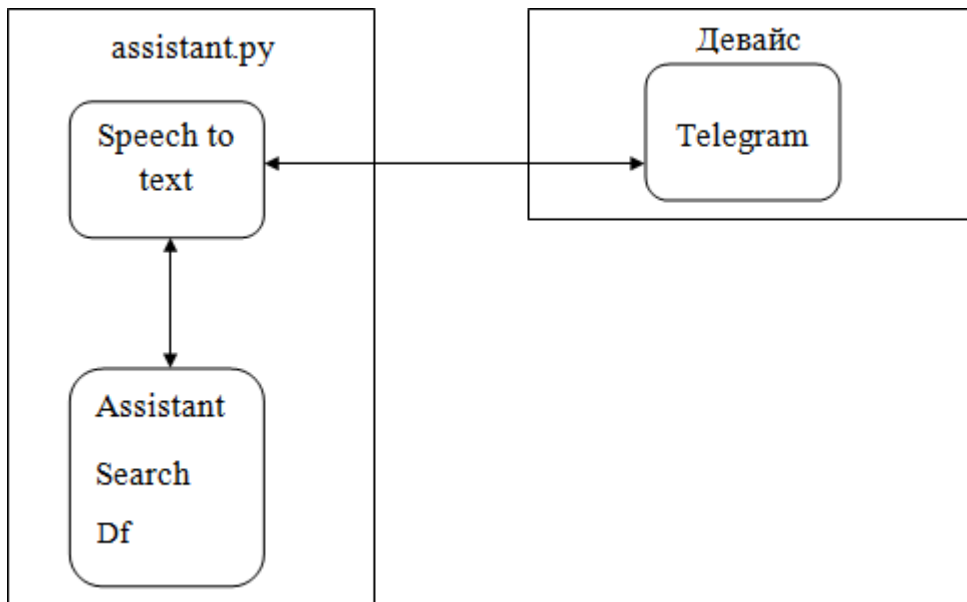 assistant.py
Speech to
text
Assistant
Search
Df
Девайс
Telegram